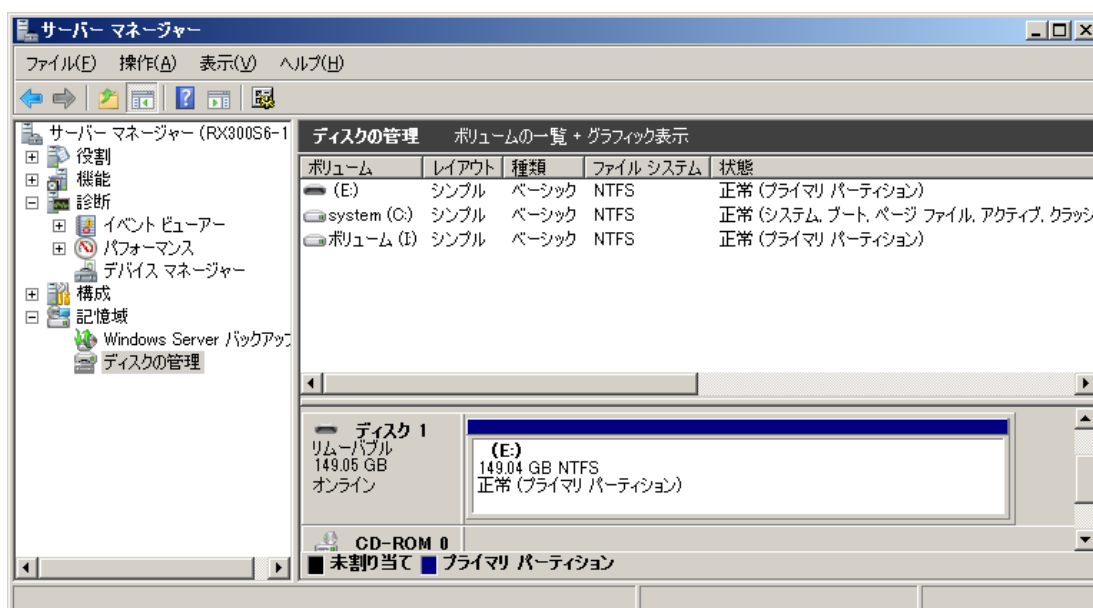 サーバー マネージャー
ファイル(F) 操作(A) 表示(V) ヘルプ(H)
サーバー マネージャー (RX300S6-1
役割
機能
診断
イベント ビューアー
パフォーマンス
デバイス マネージャー
構成
記憶域
Windows Server バックアップ
ディスクの管理
ディスクの管理 ボリュームの一覧 + グラフィック表示
ボリューム レイアウト 種類 ファイル システム 状態
(E:) シンプル ベーシック NTFS 正常 (プライマリ パーティション)
system (C:) シンプル ベーシック NTFS 正常 (システム, ブート, ページ ファイル, アクティブ, クラッシ
ボリューム (I:) シンプル ベーシック NTFS 正常 (プライマリ パーティション)
ディスク 1
リムーバブル
149.05 GB
オンライン
(E:)
149.04 GB NTFS
正常 (プライマリ パーティション)
CD-ROM 0
未割り当て プライマリ パーティション